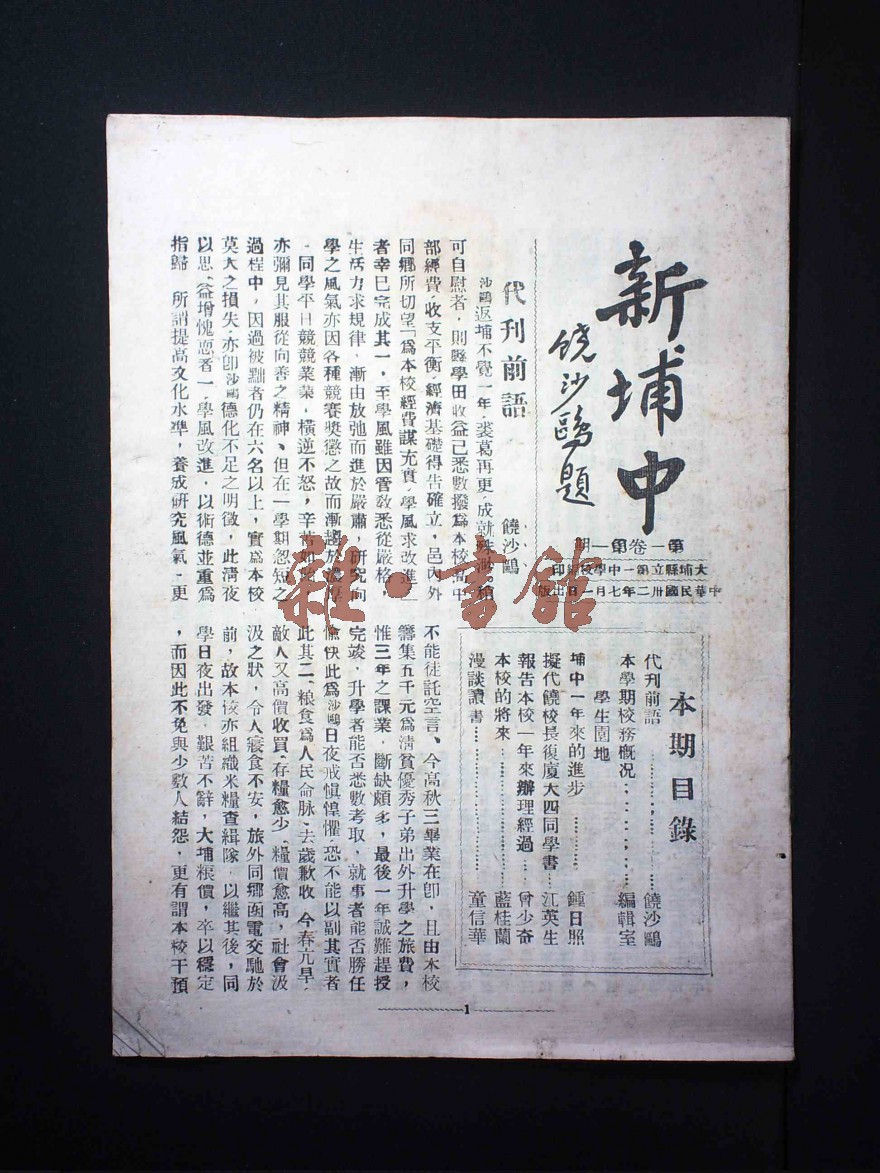 新埔中
饒沙鷗題
第一卷第一期
大埔縣立第一中學校編印
中華民國卅二年七月一日出版
本期目錄
代刊前語……饒沙鷗
本學期校務概況……編輯室
學生園地
埔中一年來的進步……鍾日照
擬代饒校長復廈大四同學書……江英生
報告本校一年來辦理經過……曾少奇
本校的將來……藍桂蘭
漫談讀書……童信華
代刊前語
饒沙鷗
沙鷗返埔不覺一年，裘葛再更，成就殊
可自慰者，則縣學田收益已悉數撥爲本校
部經費，收支平衡，經濟基礎得告確立，邑內外
同鄉所切望「爲本校經費謀充實，學風求改進」
者幸已完成其一，至學風雖因管敎悉從嚴格
生活力求規律，漸由放弛而進於嚴肅，研究向
學之風氣亦因各種競賽獎懲之故而漸趨於濃厚
，同學平日競競業業，橫逆不怒，辛
亦彌見其服從向善之精神、但在一學期忽短之
過程中，因過被黜者仍在六名以上，實爲本校
莫大之損失，亦卽沙鷗德化不足之明徵，此淸夜
以思，益增愧恧者一，學風改進，以術德並重爲
指歸　所謂提高文化水準，養成硏究風氣，更
不能徒託空言、今高秋三畢業在卽，且由本校
籌集五千元爲淸貧優秀子弟出外升學之旅費，
惟三年之課業，斷缺頗多，最後一年誠難趕授
完竣，升學者能否悉數考取，就事者能否勝任
愉快此爲沙鷗日夜戒愼惶懼恐不能以副其實者
此其二、粮食爲人民命脉，去歲歉收　今春亢旱，
敵人又高價收買，存糧愈少，糧價愈高，社會汲
汲之狀，令人寢食不安，旅外同鄉函電交馳於
前，故本校亦組織米糧查緝隊，以繼其後，同
學日夜出發，艱苦不辭，大埔粮價，卒以穩定
，而因此不免與少數人結怨，更有謂本校干預
1
雜·書館